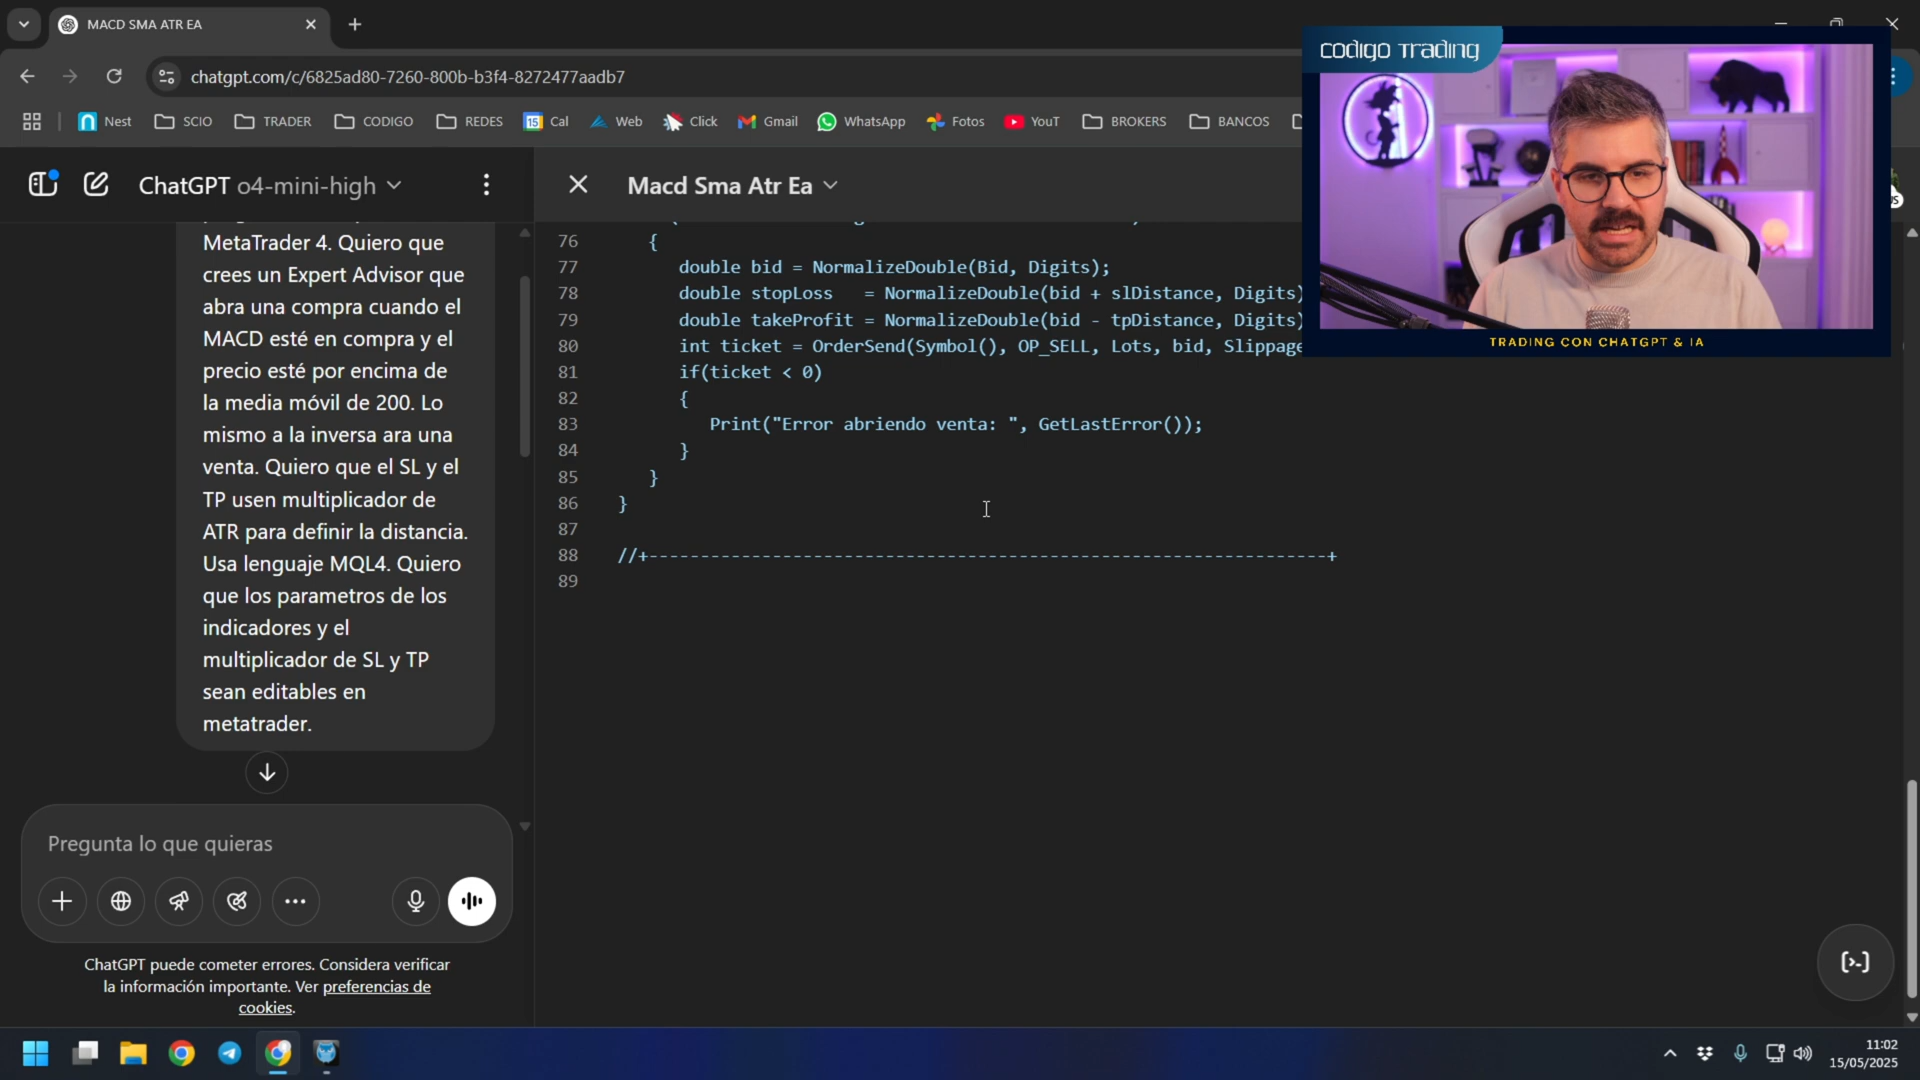 MACD SMA ATR EA
chatgpt.com/c/6825ad80-7260-800b-b3f4-8272477aadb7
Nest
SCIO
TRADER
CODIGO
REDES
15
Cal
Web
Click
Gmail
WhatsApp
Fotos
YouT
BROKERS
BANCOS
codigo Trading
TRADING CON CHATGPT & IA
ChatGPT o4-mini-high
Macd Sma Atr Ea
MetaTrader 4. Quiero que
crees un Expert Advisor que
abra una compra cuando el
MACD esté en compra y el
precio esté por encima de
la media móvil de 200. Lo
mismo a la inversa ara una
venta. Quiero que el SL y el
TP usen multiplicador de
ATR para definir la distancia.
Usa lenguaje MQL4. Quiero
que los parametros de los
indicadores y el
multiplicador de SL y TP
sean editables en
metatrader.
76 {
77 double bid = NormalizeDouble(Bid, Digits);
78 double stopLoss = NormalizeDouble(bid + slDistance, Digits)
79 double takeProfit = NormalizeDouble(bid - tpDistance, Digits)
80 int ticket = OrderSend(Symbol(), OP_SELL, Lots, bid, Slippage
81 if(ticket < 0)
82 {
83 Print("Error abriendo venta: ", GetLastError());
84 }
85 }
86 }
87
88 //+------------------------------------------------------------------+
89
Pregunta lo que quieras
ChatGPT puede cometer errores. Considera verificar
la información importante. Ver preferencias de
cookies.
11:02
15/05/2025